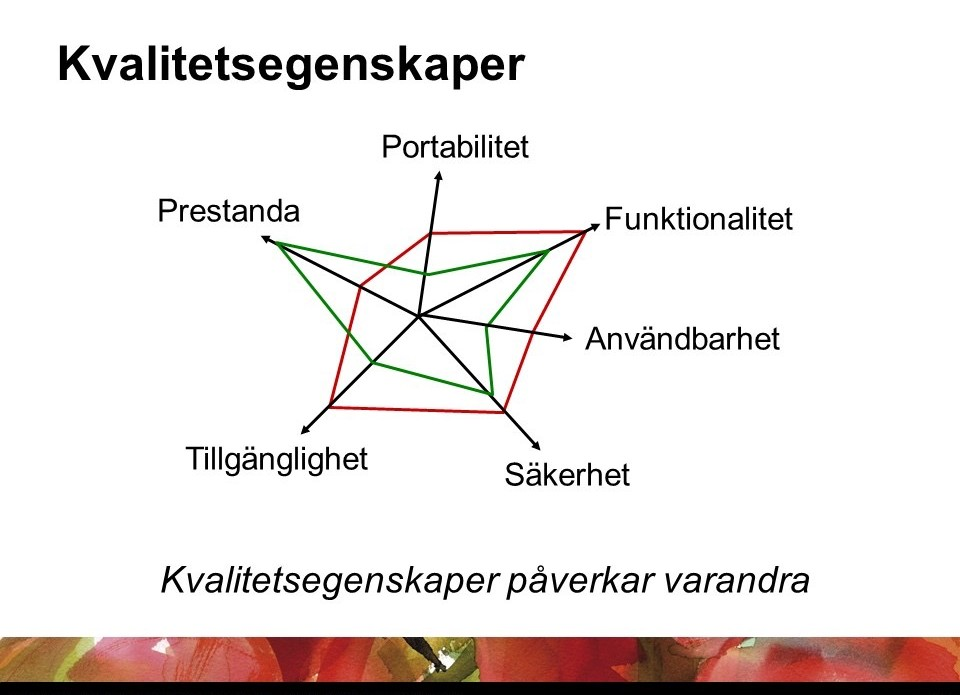 Kvalitetsegenskaper
Portabilitet
Prestanda
Funktionalitet
Användbarhet
Tillgänglighet
Säkerhet
Kvalitetsegenskaper påverkar varandra